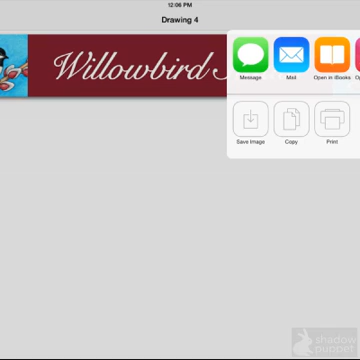 12:06 PM
Drawing 4
Willowbird
Message
Mail
Open in iBooks
Save Image
Copy
Print
shadow
puppet